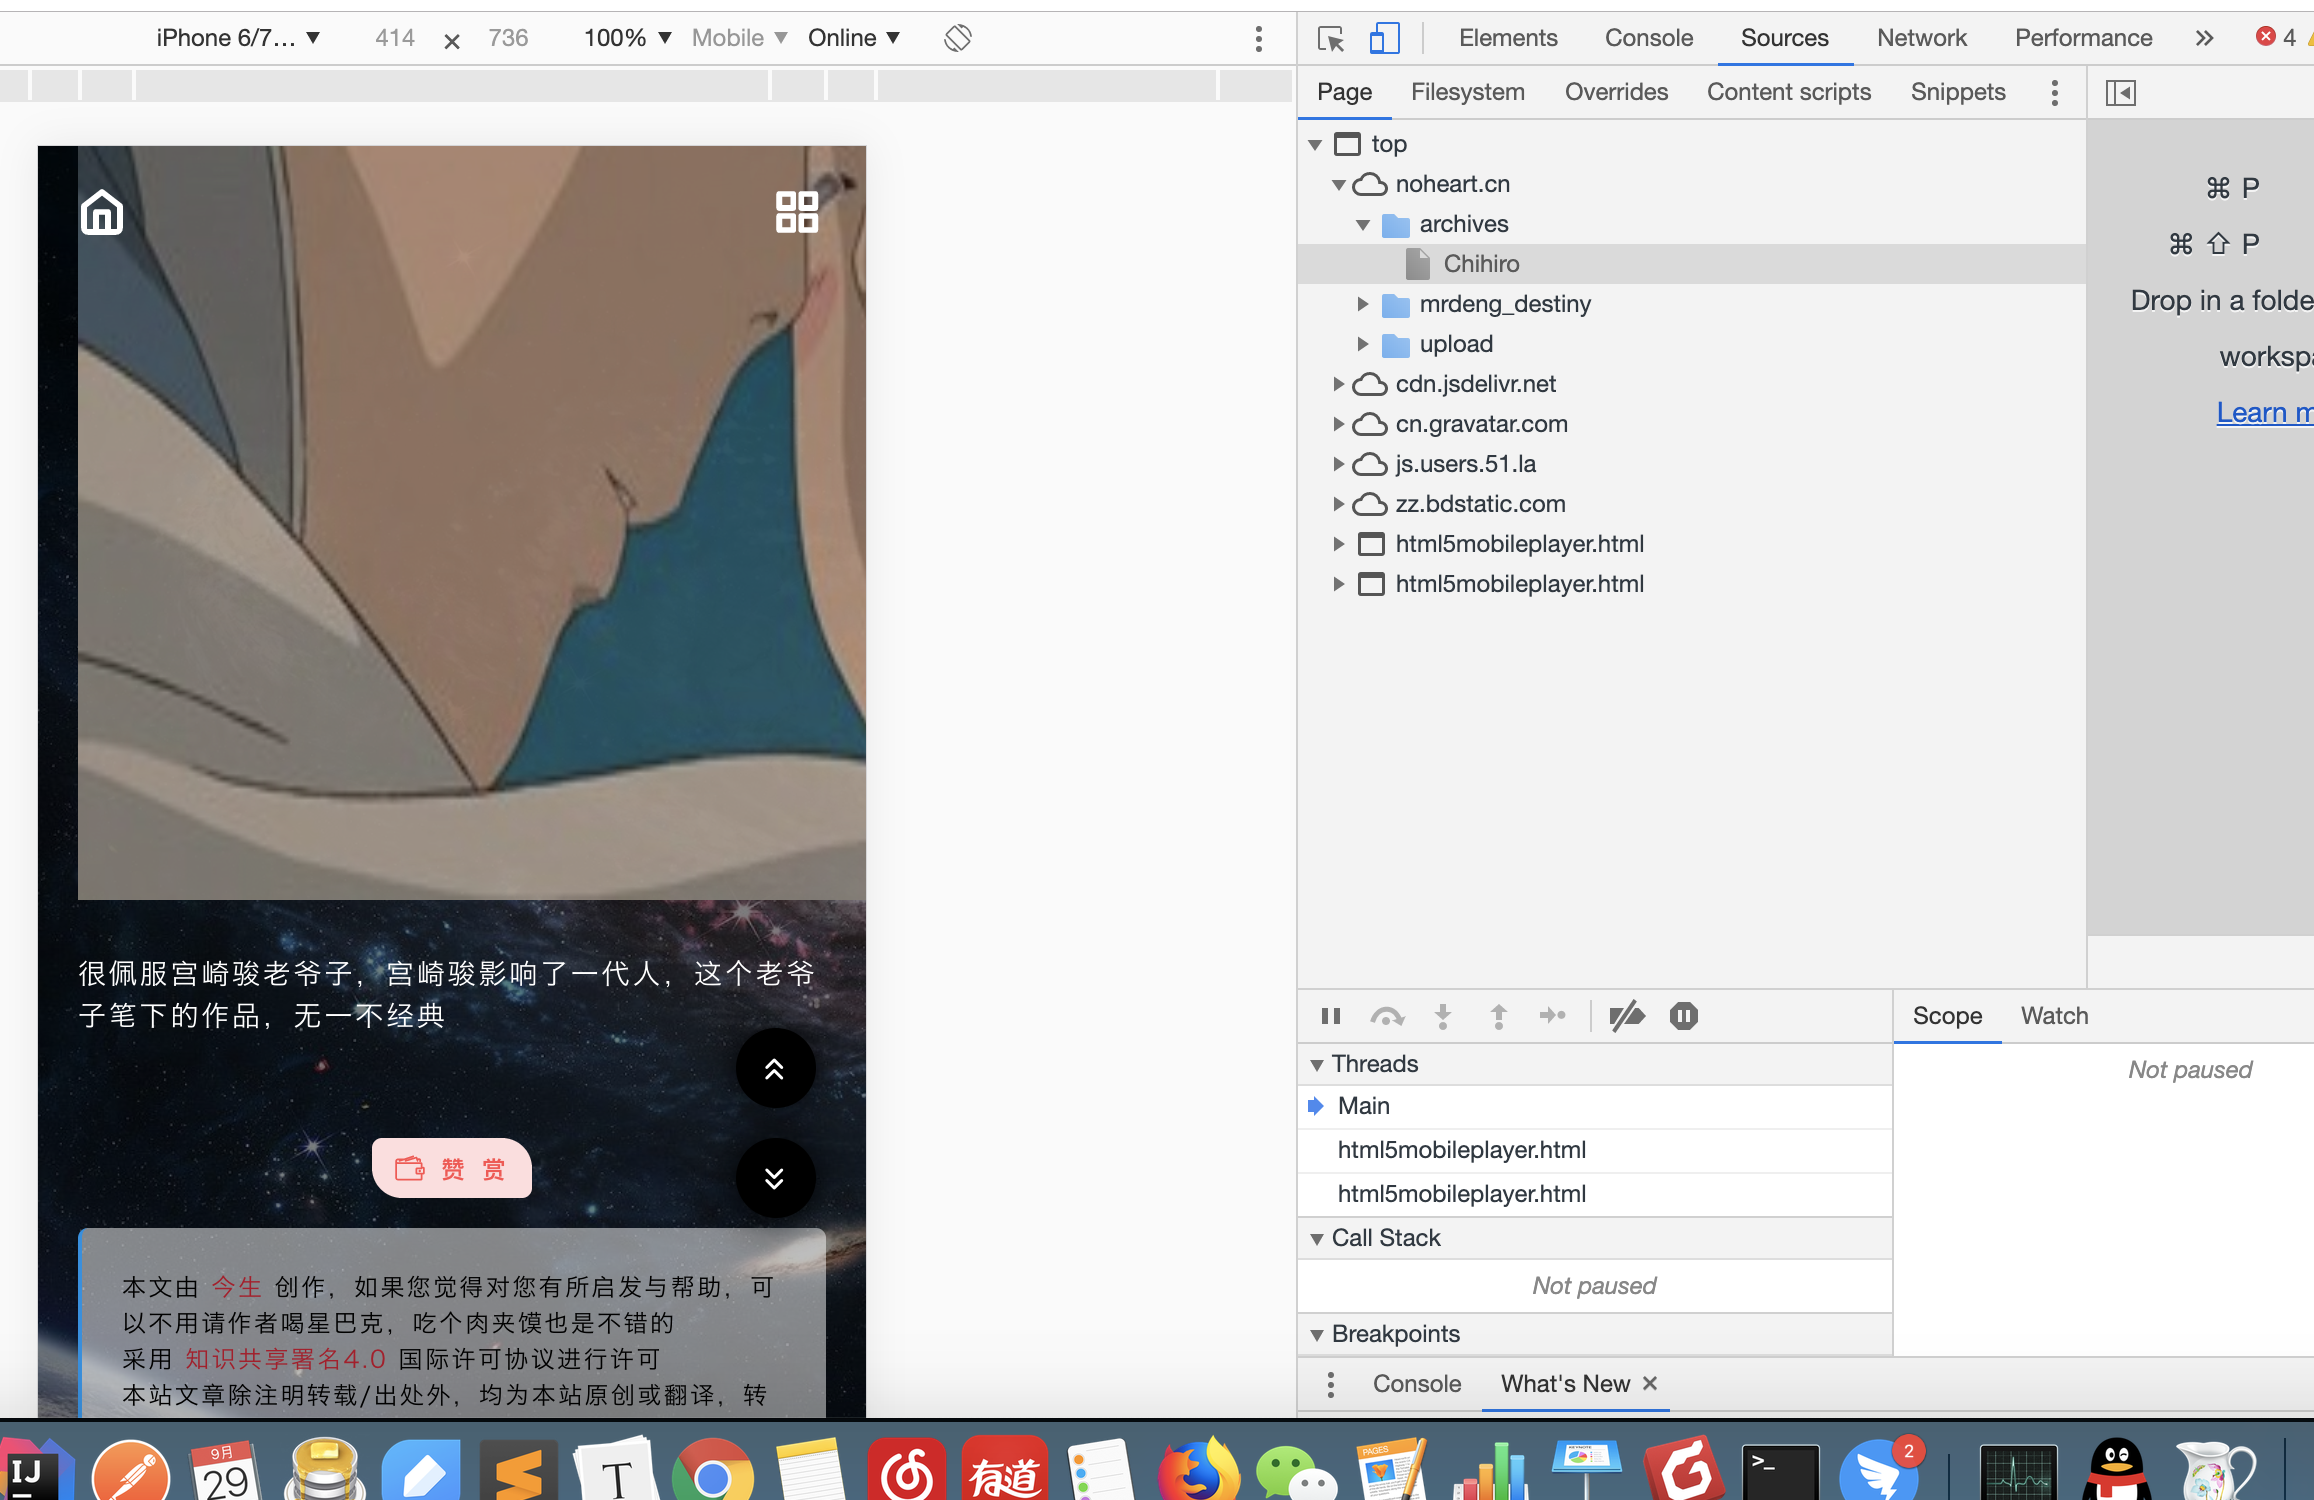 iPhone 6/7... 414 × 736 100% Mobile Online
Elements Console Sources Network Performance 4
Page Filesystem Overrides Content scripts Snippets
top
noheart.cn
archives
Chihiro
mrdeng_destiny
upload
cdn.jsdelivr.net
cn.gravatar.com
js.users.51.la
zz.bdstatic.com
html5mobileplayer.html
html5mobileplayer.html
⌘ P
⌘ ⇧ P
Drop in a folde
worksp
Learn m
很佩服宫崎骏老爷子，宫崎骏影响了一代人，这个老爷
子笔下的作品，无一不经典
赞 赏
本文由 今生 创作，如果您觉得对您有所启发与帮助，可
以不用请作者喝星巴克，吃个肉夹馍也是不错的
采用 知识共享署名4.0 国际许可协议进行许可
本站文章除注明转载/出处外，均为本站原创或翻译，转
Scope Watch
Not paused
Threads
Main
html5mobileplayer.html
html5mobileplayer.html
Call Stack
Not paused
Breakpoints
Console What's New ×
IJ
9月
29
T
有道
PAGES
KEYNOTE
>_
2